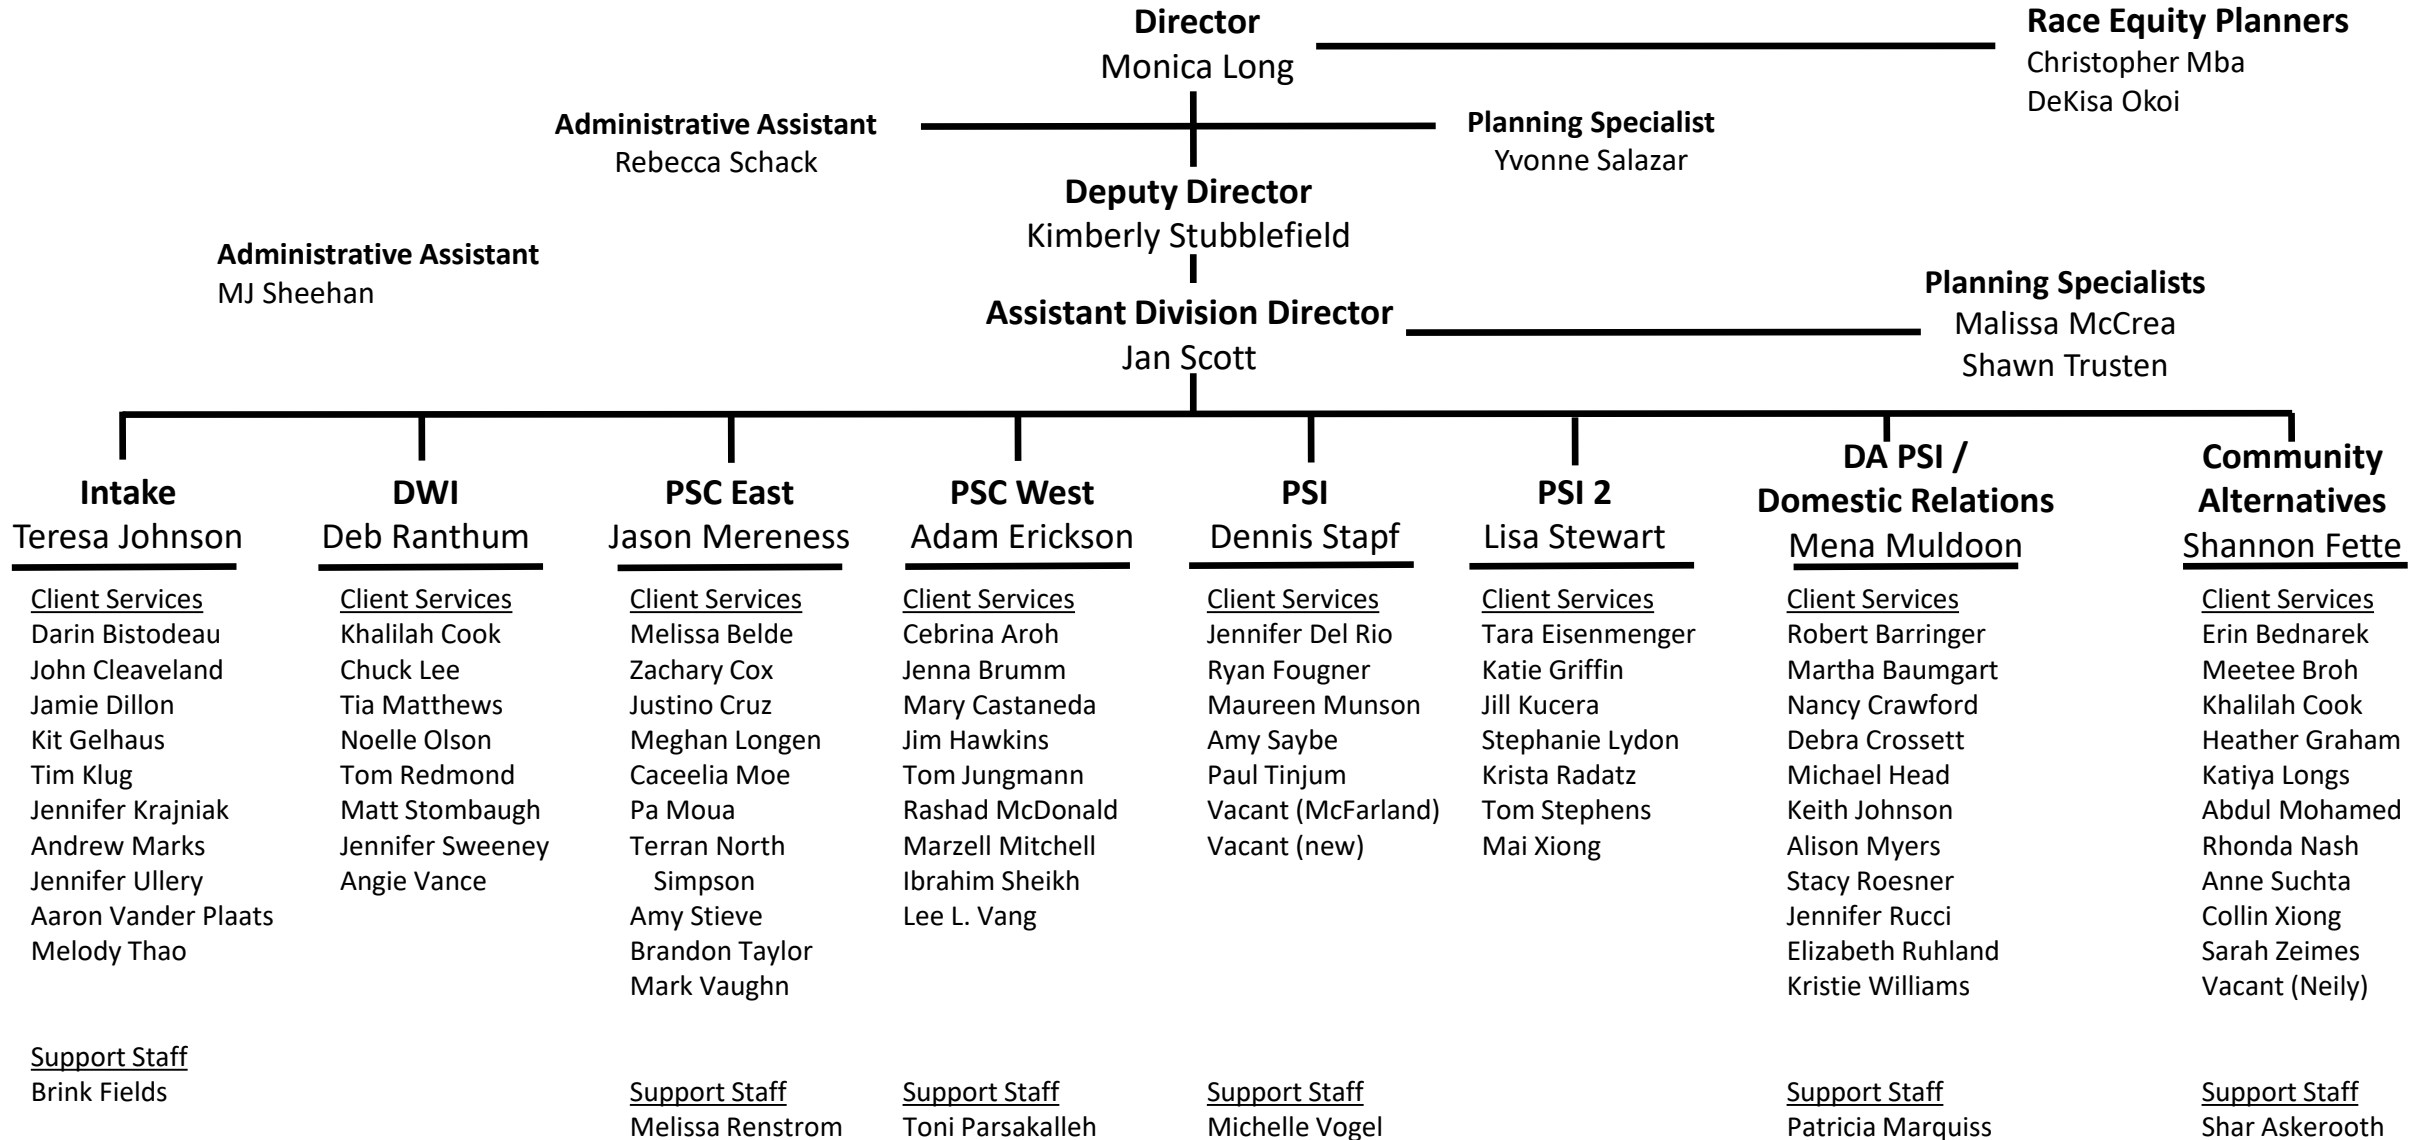 Director
Monica Long
Race Equity Planners
Christopher Mba
DeKisa Okoi
Administrative Assistant
Rebecca Schack
Planning Specialist
Yvonne Salazar
Deputy Director
Kimberly Stubblefield
Administrative Assistant
MJ Sheehan
Assistant Division Director
Jan Scott
Planning Specialists
Malissa McCrea
Shawn Trusten
Intake
Teresa Johnson
Client Services
Darin Bistodeau
John Cleaveland
Jamie Dillon
Kit Gelhaus
Tim Klug
Jennifer Krajniak
Andrew Marks
Jennifer Ullery
Aaron Vander Plaats
Melody Thao
Support Staff
Brink Fields
DWI
Deb Ranthum
Client Services
Khalilah Cook
Chuck Lee
Tia Matthews
Noelle Olson
Tom Redmond
Matt Stombaugh
Jennifer Sweeney
Angie Vance
PSC East
Jason Mereness
Client Services
Melissa Belde
Zachary Cox
Justino Cruz
Meghan Longen
Caceelia Moe
Pa Moua
Terran North
Simpson
Amy Stieve
Brandon Taylor
Mark Vaughn
Support Staff
Melissa Renstrom
PSC West
Adam Erickson
Client Services
Cebrina Aroh
Jenna Brumm
Mary Castaneda
Jim Hawkins
Tom Jungmann
Rashad McDonald
Marzell Mitchell
Ibrahim Sheikh
Lee L. Vang
Support Staff
Toni Parsakalleh
PSI
Dennis Stapf
Client Services
Jennifer Del Rio
Ryan Fougner
Maureen Munson
Amy Saybe
Paul Tinjum
Vacant (McFarland)
Vacant (new)
Support Staff
Michelle Vogel
PSI 2
Lisa Stewart
Client Services
Tara Eisenmenger
Katie Griffin
Jill Kucera
Stephanie Lydon
Krista Radatz
Tom Stephens
Mai Xiong
DA PSI /
Domestic Relations
Mena Muldoon
Client Services
Robert Barringer
Martha Baumgart
Nancy Crawford
Debra Crossett
Michael Head
Keith Johnson
Alison Myers
Stacy Roesner
Jennifer Rucci
Elizabeth Ruhland
Kristie Williams
Support Staff
Patricia Marquiss
Community
Alternatives
Shannon Fette
Client Services
Erin Bednarek
Meetee Broh
Khalilah Cook
Heather Graham
Katiya Longs
Abdul Mohamed
Rhonda Nash
Anne Suchta
Collin Xiong
Sarah Zeimes
Vacant (Neily)
Support Staff
Shar Askerooth